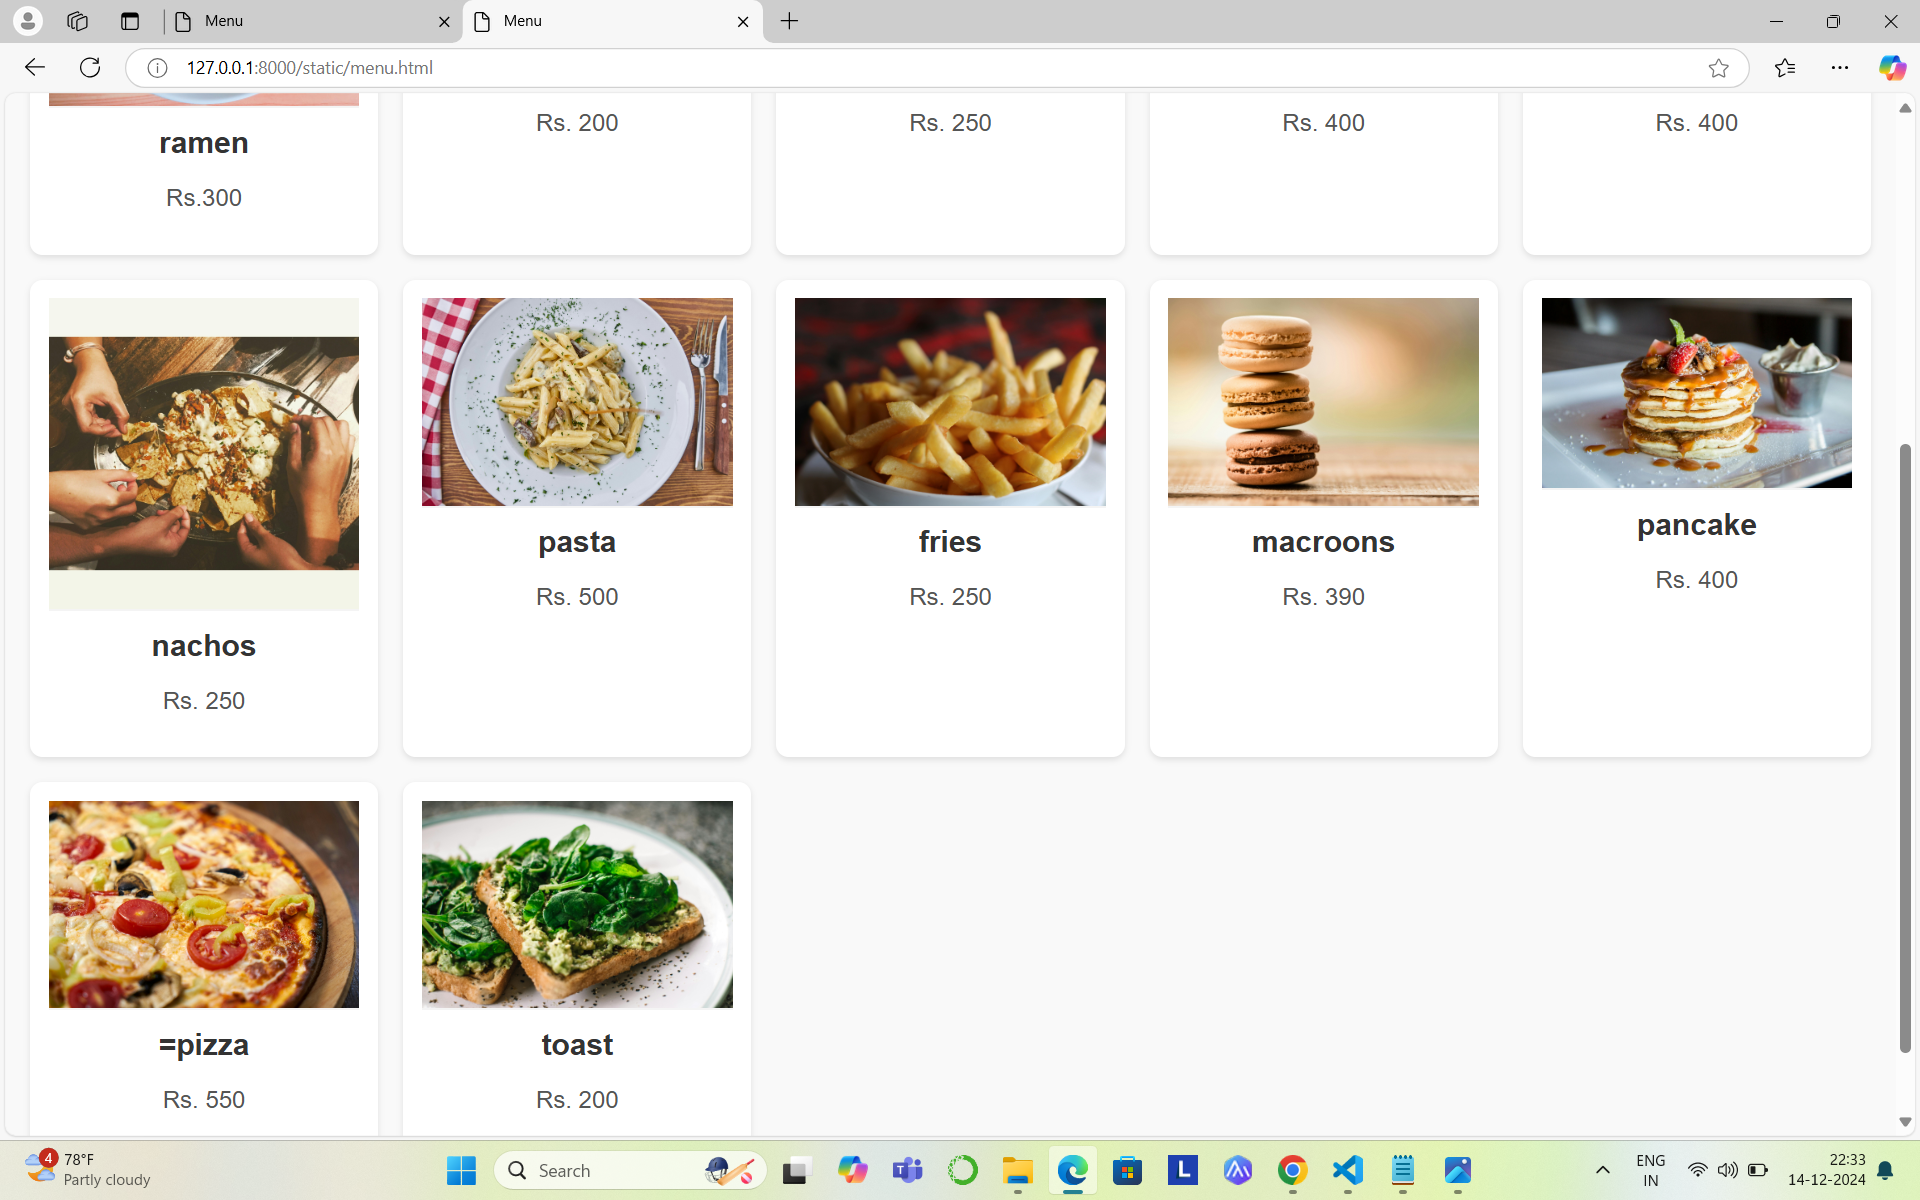 Menu
Menu
127.0.0.1:8000/static/menu.html
Rs. 200
Rs. 250
Rs. 400
Rs. 400
ramen
Rs.300
nachos
Rs. 250
pasta
Rs. 500
fries
Rs. 250
macroons
Rs. 390
pancake
Rs. 400
=pizza
Rs. 550
toast
Rs. 200
4
78°F
Partly cloudy
Search
L
ENG
IN
22:33
14-12-2024